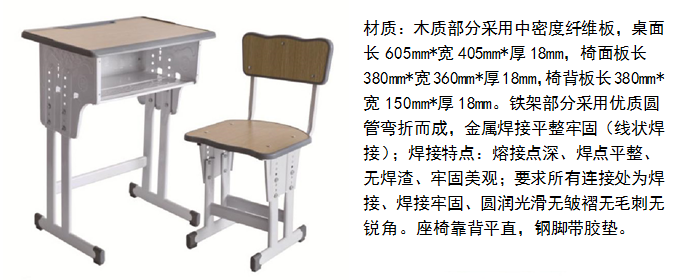 材质：木质部分采用中密度纤维板，桌面
长 605mm*宽 405mm*厚 18mm，椅面板长
380mm*宽 360mm*厚 18mm,椅背板长 380mm*
宽 150mm*厚 18mm。铁架部分采用优质圆
管弯折而成，金属焊接平整牢固（线状焊
接）；焊接特点：熔接点深、焊点平整、
无焊渣、牢固美观；要求所有连接处为焊
接、焊接牢固、圆润光滑无皱褶无毛刺无
锐角。座椅靠背平直，钢脚带胶垫。